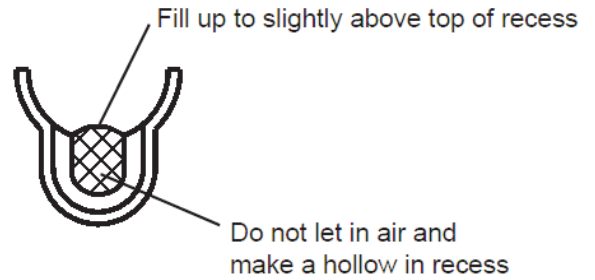 Fill up to slightly above top of recess
Do not let in air and
make a hollow in recess